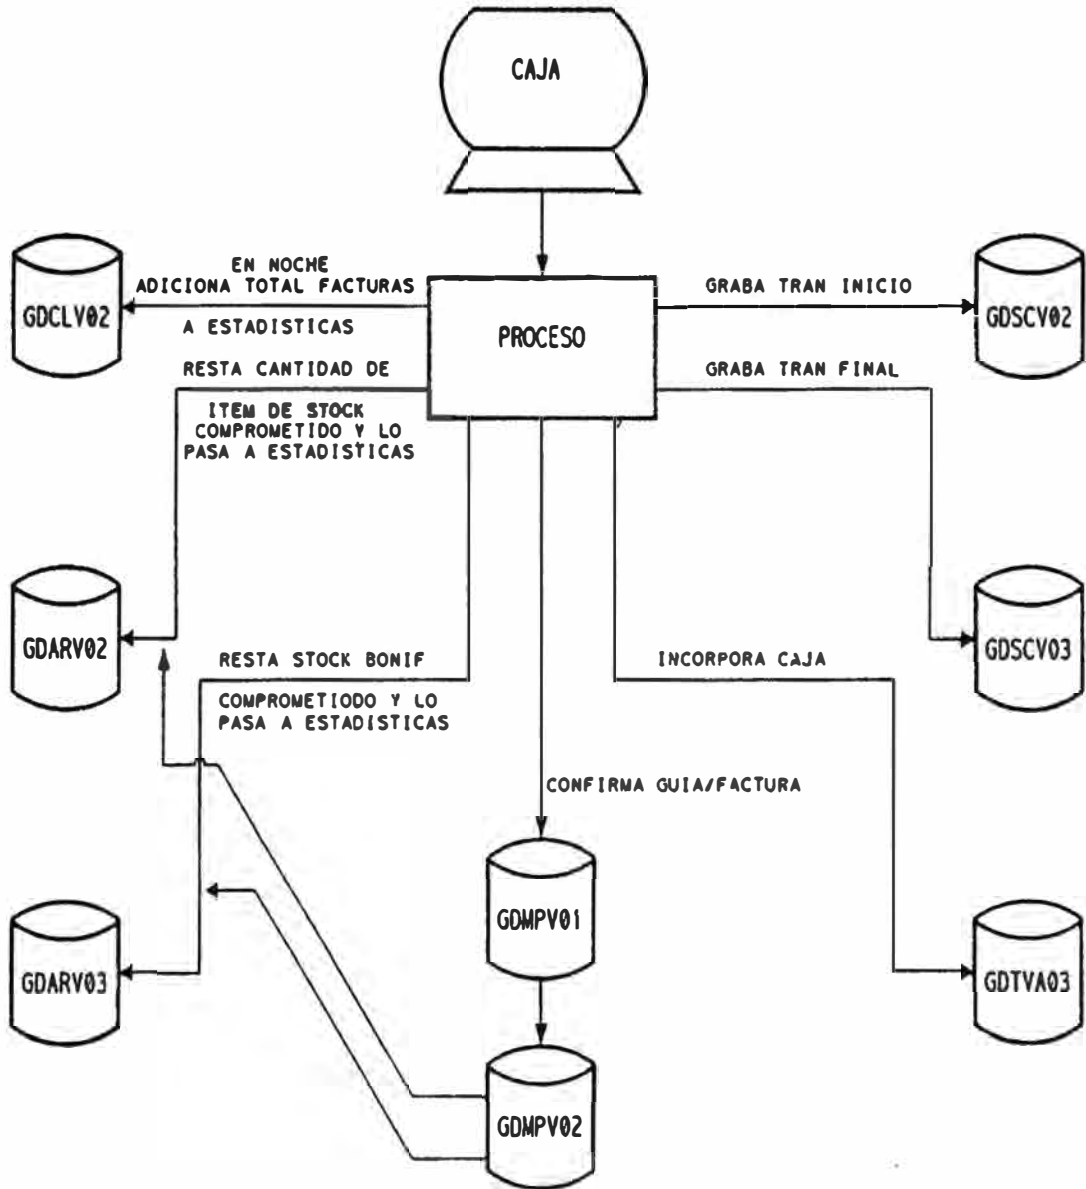 CAJA
EN NOCHE
ADICIONA TOTAL FACTURAS
A ESTADISTICAS
GDCLV02
PROCESO
GRABA TRAN INICIO
GDSCV02
RESTA CANTIDAD DE
ITEM DE STOCK
COMPROMETIDO Y LO
PASA A ESTADISTICAS
GRABA TRAN FINAL
GDARV02
GDSCV03
RESTA STOCK BONIF
COMPROMETIODO Y LO
PASA A ESTADISTICAS
INCORPORA CAJA
CONFIRMA GUIA/FACTURA
GDMPV01
GDARV03
GDTVA03
GDMPV02